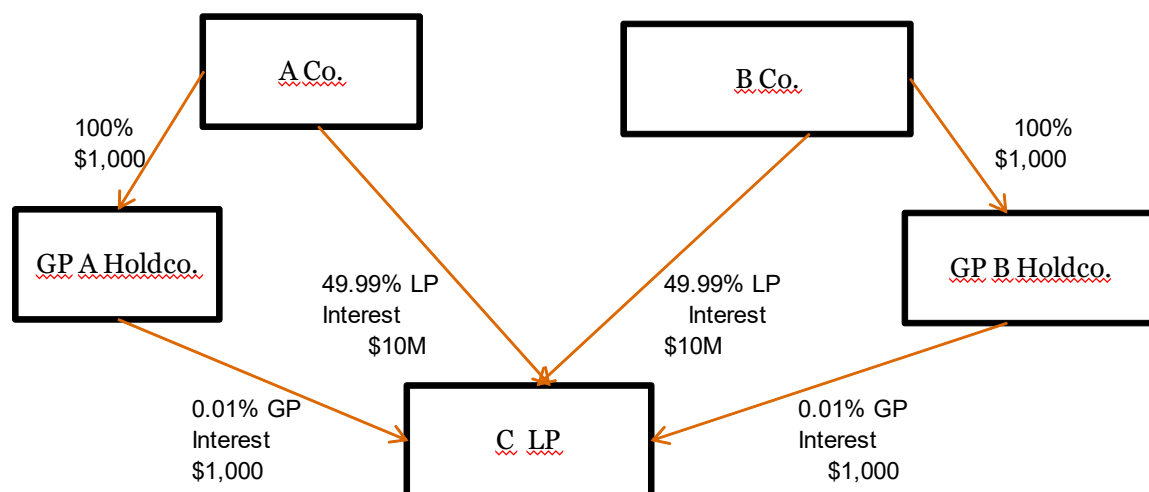 A Co.
B Co.
100%
$1,000
100%
$1,000
GP A Holdco.
GP B Holdco.
49.99% LP
Interest
$10M
49.99% LP
Interest
$10M
0.01% GP
Interest
$1,000
0.01% GP
Interest
$1,000
C LP